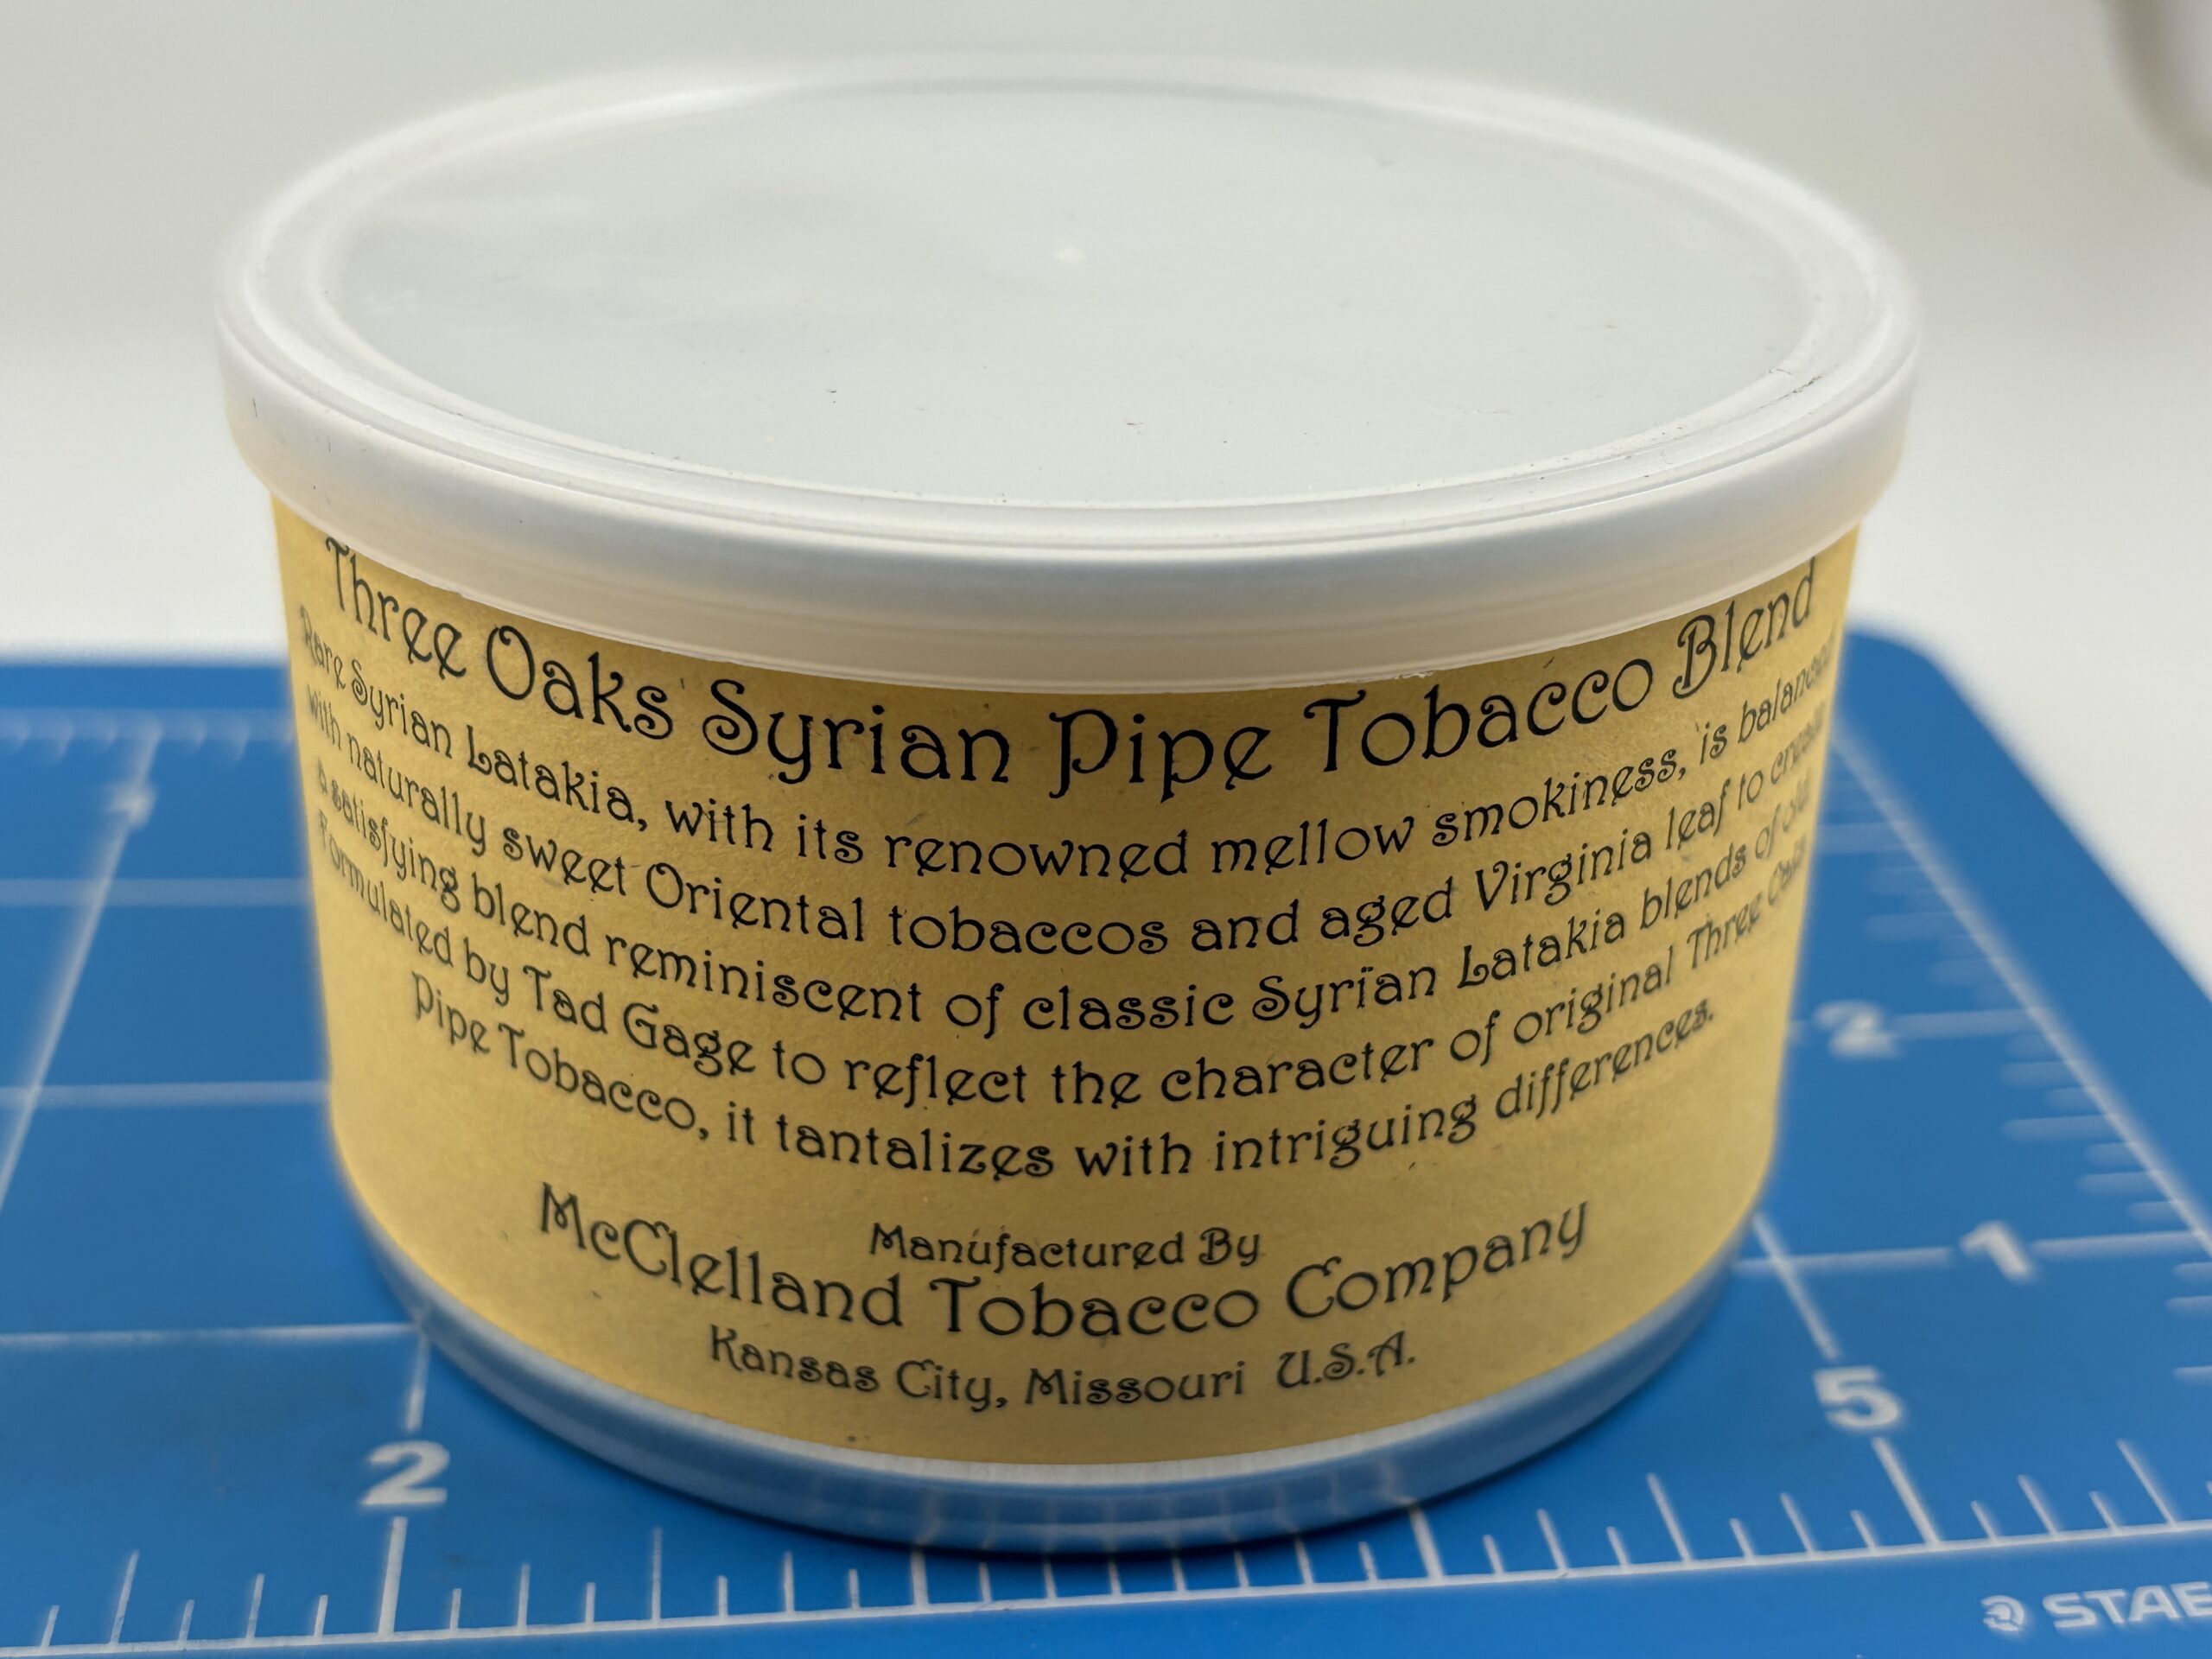 Three Oaks Syrian Pipe Tobacco Blend
Rare Syrian Latakia, with its renowned mellow smokiness, is balanced
with naturally sweet Oriental tobaccos and aged Virginia leaf to create
a satisfying blend reminiscent of classic Syrian Latakia blends of old.
Formulated by Tad Gage to reflect the character of original Three Oaks
Pipe Tobacco, it tantalizes with intriguing differences.
Manufactured By
McClelland Tobacco Company
Kansas City, Missouri U.S.A.
2
1
2
5
STAE